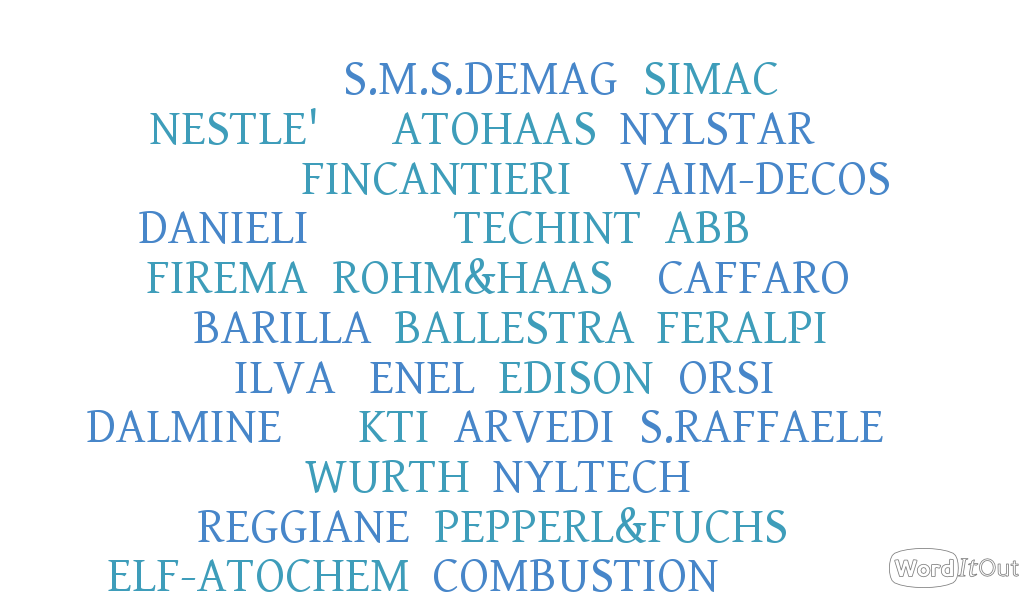 S.M.S.DEMAG SIMAC
NESTLE' ATOHAAS NYLSTAR
FINCANTIERI VAIM-DECOS
DANIELI TECHINT ABB
FIREMA ROHM&HAAS CAFFARO
BARILLA BALLESTRA FERALPI
ILVA ENEL EDISON ORSI
DALMINE KTI ARVEDI S.RAFFAELE
WURTH NYLTECH
REGGIANE PEPPERL&FUCHS
ELF-ATOCHEM COMBUSTION
WordItOut